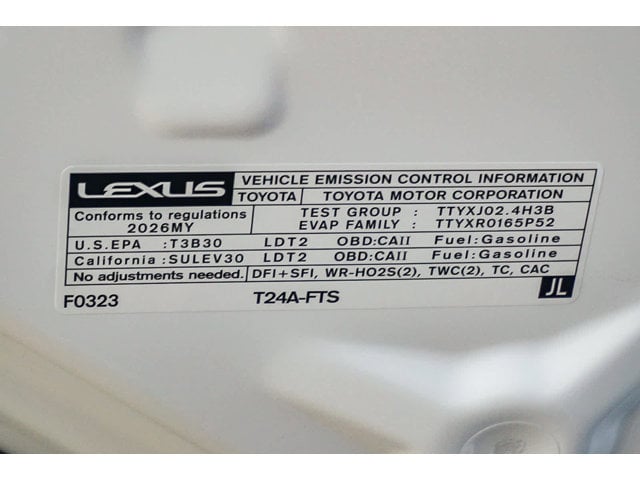 LEXUS VEHICLE EMISSION CONTROL INFORMATION
TOYOTA TOYOTA MOTOR CORPORATION
Conforms to regulations
2026MY
TEST GROUP : TTYXJ02.4H3B
EVAP FAMILY : TTYXR0165P52
U.S.EPA :T3B30 LDT2 OBD:CAII Fuel:Gasoline
California :SULEV30 LDT2 OBD:CAII Fuel:Gasoline
No adjustments needed. DFI+SFI, WR-HO2S(2), TWC(2), TC, CAC
F0323 T24A-FTS JL